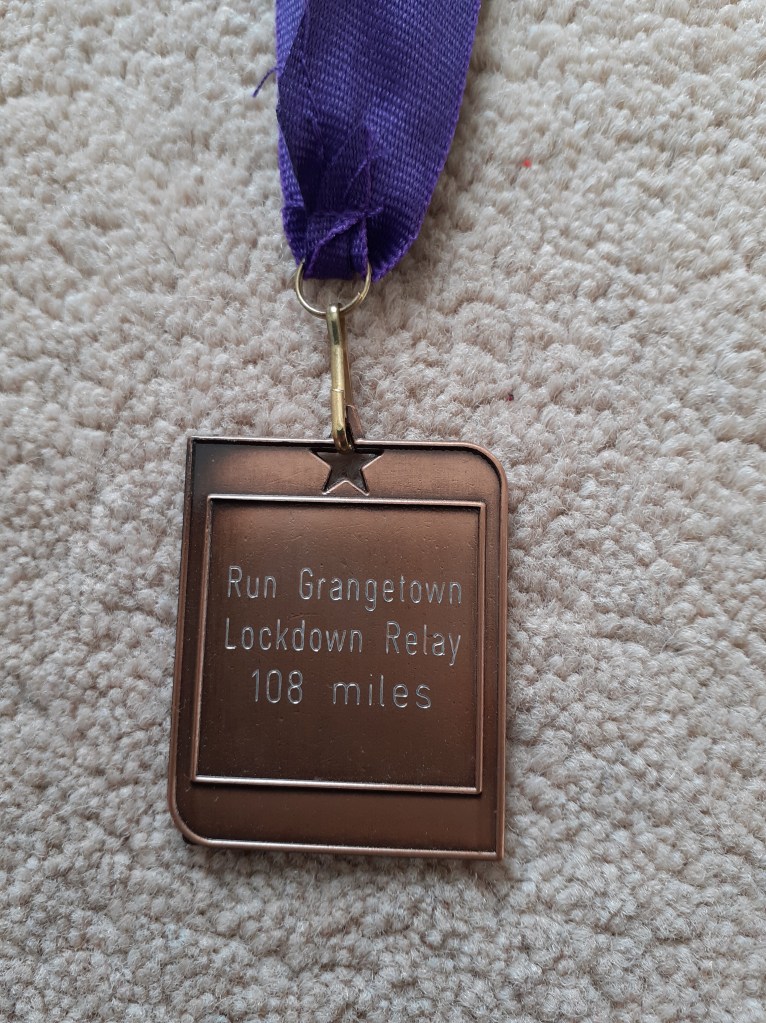 Run Grangetown
Lockdown Relay
108 miles